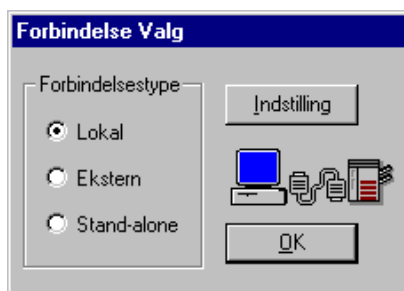 Forbindelse Valg
Forbindelsestype
Lokal
Ekstern
Stand-alone
Indstilling
OK